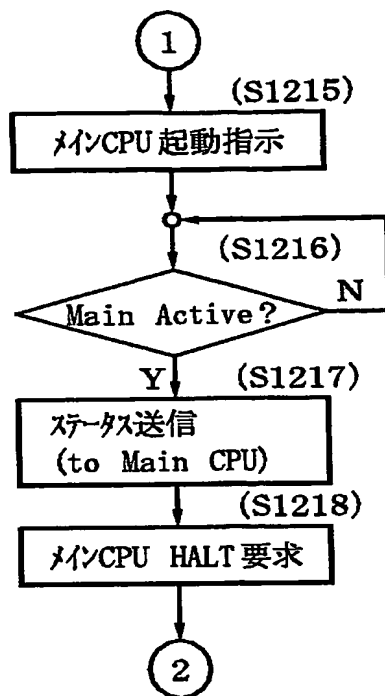 1
(S1215)
メインCPU 起動指示
(S1216)
Main Active?
N
Y
(S1217)
ステータス送信
(to Main CPU)
(S1218)
メインCPU HALT 要求
2